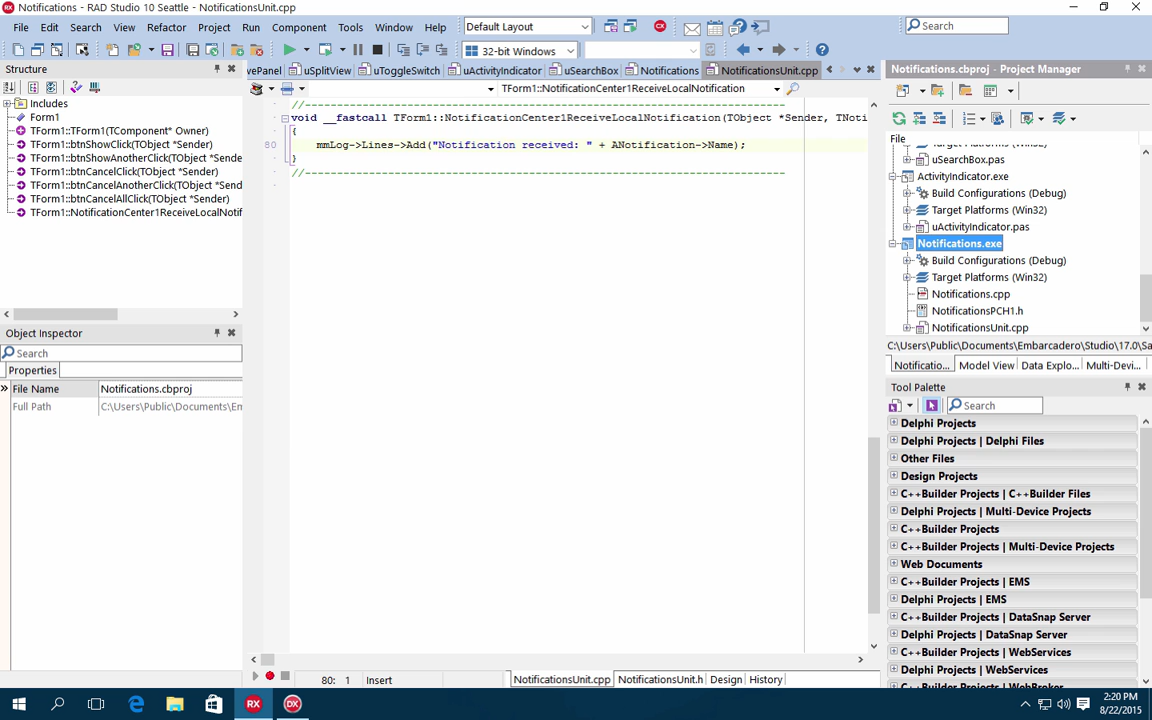 Notifications - RAD Studio 10 Seattle - NotificationsUnit.cpp
File Edit Search View Refactor Project Run Component Tools Window Help
Default Layout
Search
32-bit Windows
Structure
Includes
Form1
TForm1::TForm1(TComponent* Owner)
TForm1::btnShowClick(TObject *Sender)
TForm1::btnShowAnotherClick(TObject *Sende
TForm1::btnCancelClick(TObject *Sender)
TForm1::btnCancelAnotherClick(TObject *Send
TForm1::btnCancelAllClick(TObject *Sender)
TForm1::NotificationCenter1ReceiveLocalNotif
Object Inspector
Search
Properties
File Name Notifications.cbproj
Full Path C:\Users\Public\Documents\Em
vePanel uSplitView uToggleSwitch uActivityIndicator uSearchBox Notifications NotificationsUnit.cpp
TForm1::NotificationCenter1ReceiveLocalNotification
//---------------------------------------------------------------------------
void __fastcall TForm1::NotificationCenter1ReceiveLocalNotification(TObject *Sender, TNoti
{
80 mmLog->Lines->Add("Notification received: " + ANotification->Name);
}
//---------------------------------------------------------------------------
80: 1 Insert
NotificationsUnit.cpp NotificationsUnit.h Design History
Notifications.cbproj - Project Manager
File
Target Platforms (Win32)
uSearchBox.pas
ActivityIndicator.exe
Build Configurations (Debug)
Target Platforms (Win32)
uActivityIndicator.pas
Notifications.exe
Build Configurations (Debug)
Target Platforms (Win32)
Notifications.cpp
NotificationsPCH1.h
NotificationsUnit.cpp
C:\Users\Public\Documents\Embarcadero\Studio\17.0\Sa
Notificatio... Model View Data Explo... Multi-Devi...
Tool Palette
Search
Delphi Projects
Delphi Projects | Delphi Files
Other Files
Design Projects
C++Builder Projects | C++Builder Files
Delphi Projects | Multi-Device Projects
C++Builder Projects
C++Builder Projects | Multi-Device Projects
Web Documents
C++Builder Projects | EMS
Delphi Projects | EMS
C++Builder Projects | DataSnap Server
Delphi Projects | DataSnap Server
C++Builder Projects | WebServices
Delphi Projects | WebServices
C++Builder Projects | WebBroker
RX DX
2:20 PM
8/22/2015